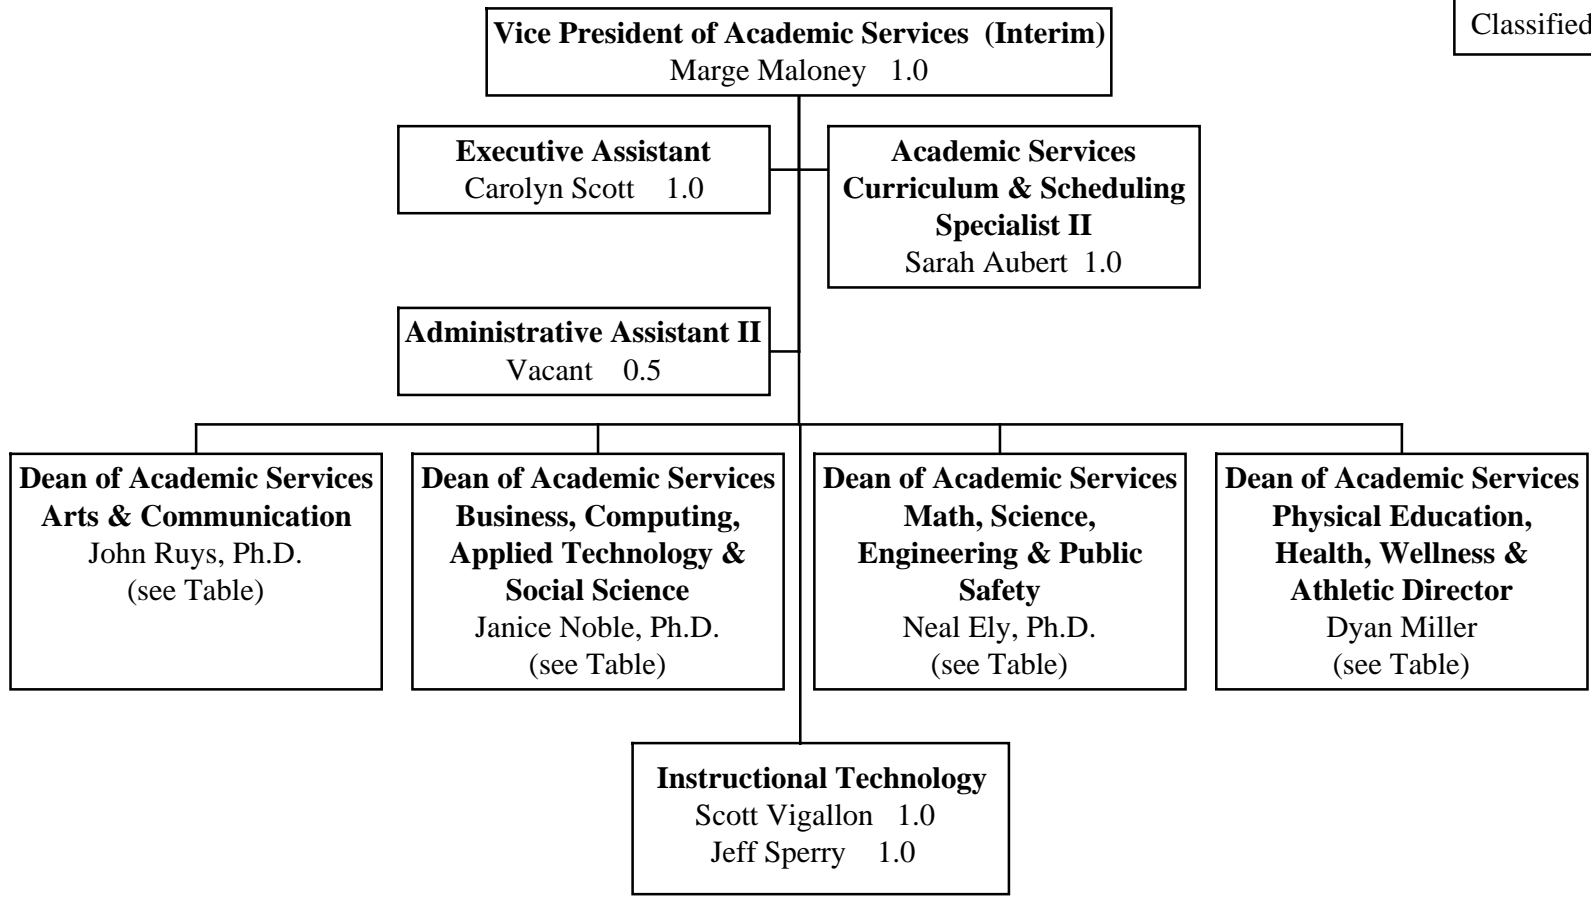 Classified
Vice President of Academic Services (Interim)
Marge Maloney 1.0
Executive Assistant
Carolyn Scott 1.0
Academic Services
Curriculum & Scheduling
Specialist II
Sarah Aubert 1.0
Administrative Assistant II
Vacant 0.5
Dean of Academic Services
Arts & Communication
John Ruys, Ph.D.
(see Table)
Dean of Academic Services
Business, Computing,
Applied Technology &
Social Science
Janice Noble, Ph.D.
(see Table)
Dean of Academic Services
Math, Science,
Engineering & Public
Safety
Neal Ely, Ph.D.
(see Table)
Dean of Academic Services
Physical Education,
Health, Wellness &
Athletic Director
Dyan Miller
(see Table)
Instructional Technology
Scott Vigallon 1.0
Jeff Sperry 1.0